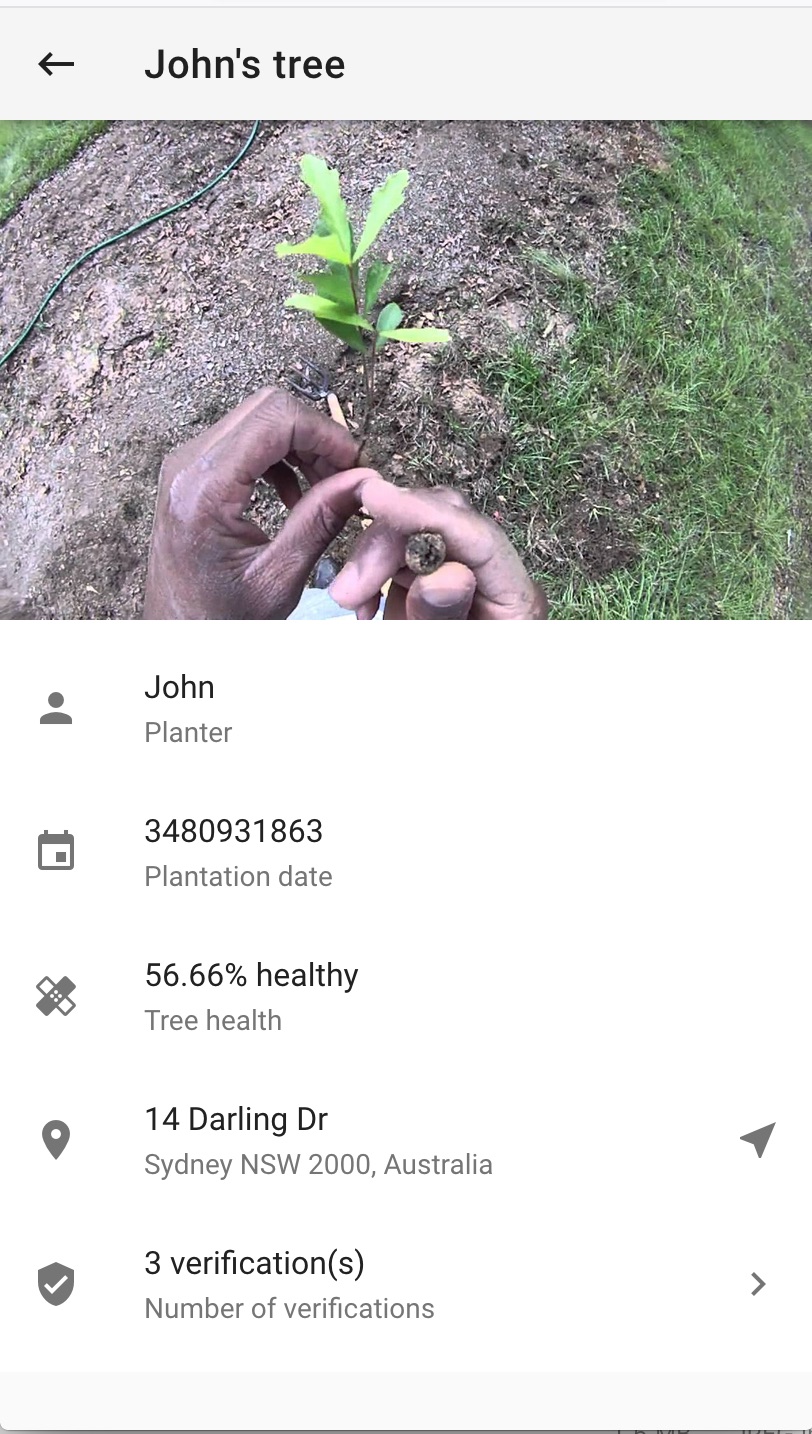 John's tree
John
Planter
3480931863
Plantation date
56.66% healthy
Tree health
14 Darling Dr
Sydney NSW 2000, Australia
3 verification(s)
Number of verifications